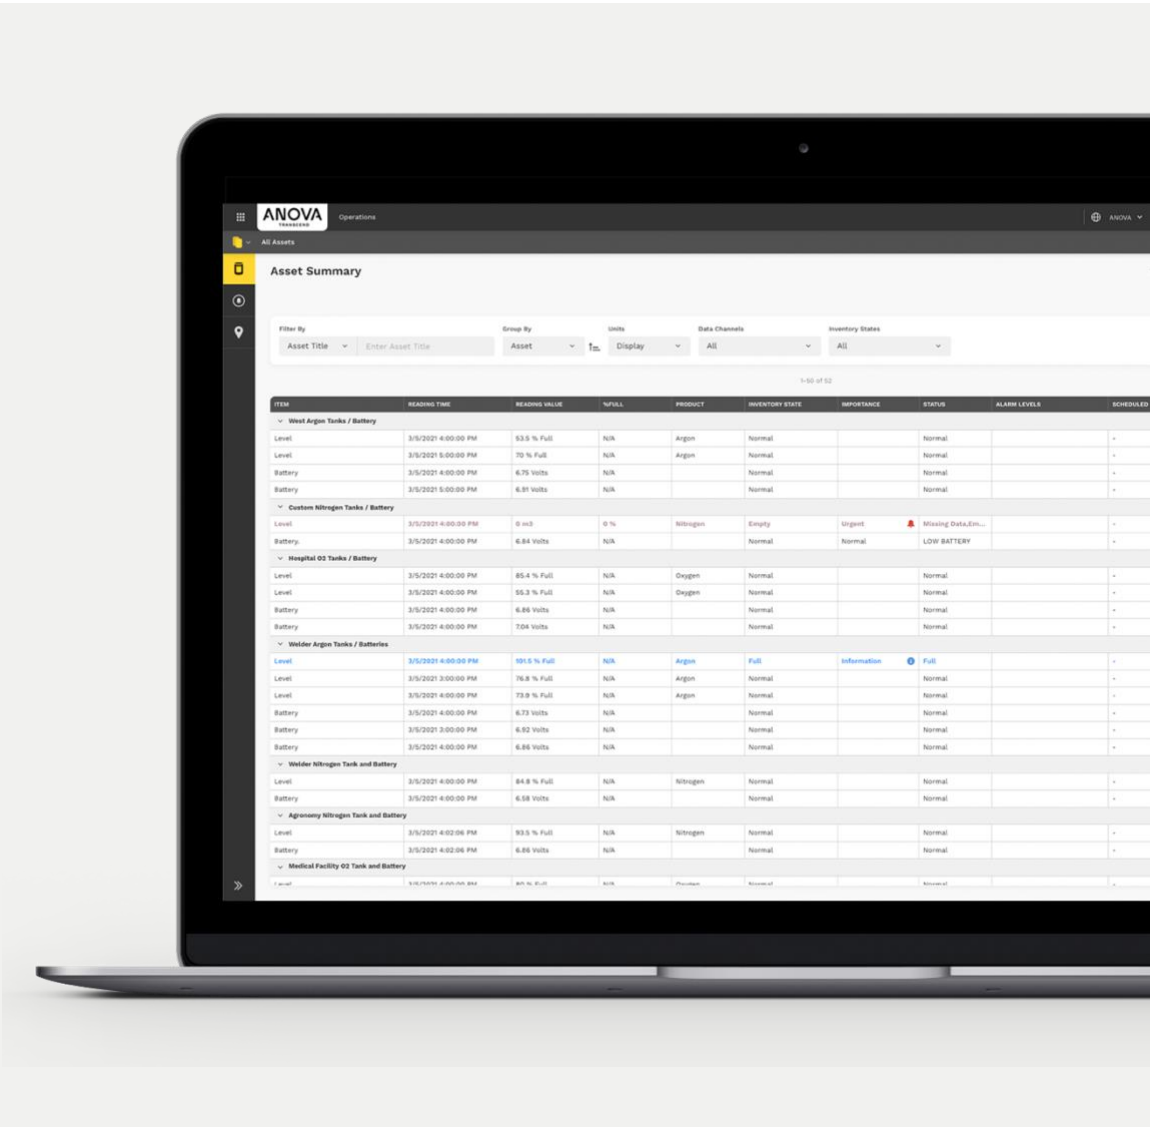 ANOVA
TRANSCEND
Operations
ANOVA
All Assets
Asset Summary
Filter By Group By Units Data Channels Inventory States
Asset Title Enter Asset Title Asset Display All All
1-50 of 52
ITEM READING TIME READING VALUE %FULL PRODUCT INVENTORY STATE IMPORTANCE STATUS ALARM LEVELS SCHEDULED
West Argon Tanks / Battery
Level 3/5/2021 4:00:00 PM 53.5 % Full N/A Argon Normal Normal -
Level 3/5/2021 5:00:00 PM 70 % Full N/A Argon Normal Normal -
Battery 3/5/2021 4:00:00 PM 6.75 Volts N/A Normal Normal -
Battery 3/5/2021 5:00:00 PM 6.91 Volts N/A Normal Normal -
Custom Nitrogen Tanks / Battery
Level 3/5/2021 4:00:00 PM 0 m3 0 % Nitrogen Empty Urgent Missing Data,Em... -
Battery. 3/5/2021 4:00:00 PM 6.84 Volts N/A Normal Normal LOW BATTERY -
Hospital O2 Tanks / Battery
Level 3/5/2021 4:00:00 PM 85.4 % Full N/A Oxygen Normal Normal -
Level 3/5/2021 4:00:00 PM 55.3 % Full N/A Oxygen Normal Normal -
Battery 3/5/2021 4:00:00 PM 6.86 Volts N/A Normal Normal -
Battery 3/5/2021 4:00:00 PM 7.04 Volts N/A Normal Normal -
Welder Argon Tanks / Batteries
Level 3/5/2021 4:00:00 PM 101.5 % Full N/A Argon Full Information Full -
Level 3/5/2021 3:00:00 PM 76.8 % Full N/A Argon Normal Normal -
Level 3/5/2021 4:00:00 PM 73.9 % Full N/A Argon Normal Normal -
Battery 3/5/2021 4:00:00 PM 6.73 Volts N/A Normal Normal -
Battery 3/5/2021 3:00:00 PM 6.92 Volts N/A Normal Normal -
Battery 3/5/2021 4:00:00 PM 6.86 Volts N/A Normal Normal -
Welder Nitrogen Tank and Battery
Level 3/5/2021 4:00:00 PM 84.8 % Full N/A Nitrogen Normal Normal -
Battery 3/5/2021 4:00:00 PM 6.58 Volts N/A Normal Normal -
Agronomy Nitrogen Tank and Battery
Level 3/5/2021 4:02:06 PM 93.5 % Full N/A Nitrogen Normal Normal -
Battery 3/5/2021 4:02:06 PM 6.86 Volts N/A Normal Normal -
Medical Facility O2 Tank and Battery
Level 3/5/2021 4:00:00 PM 80 % Full N/A Oxygen Normal Normal -